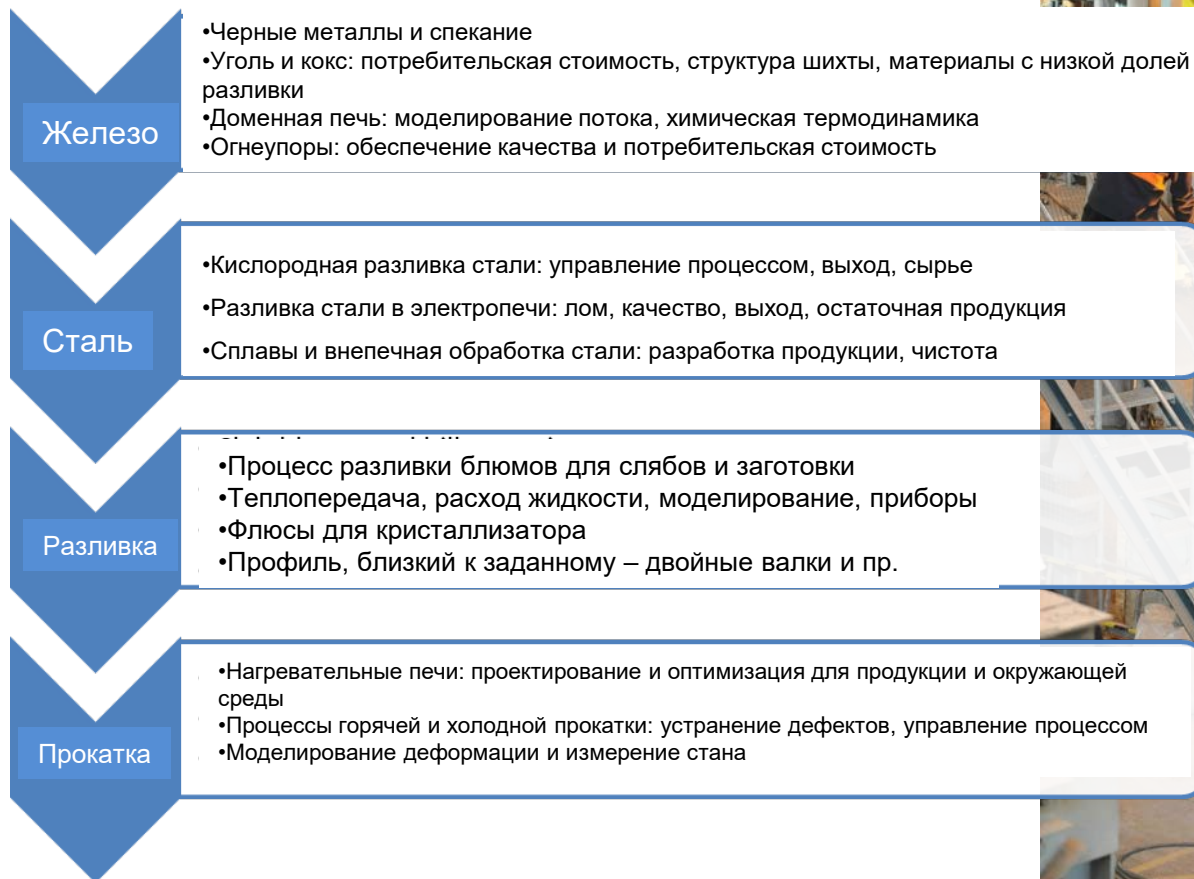 •Черные металлы и спекание
•Уголь и кокс: потребительская стоимость, структура шихты, материалы с низкой долей
разливки
•Доменная печь: моделирование потока, химическая термодинамика
•Огнеупоры: обеспечение качества и потребительская стоимость
Железо
•Кислородная разливка стали: управление процессом, выход, сырье
•Разливка стали в электропечи: лом, качество, выход, остаточная продукция
•Сплавы и внепечная обработка стали: разработка продукции, чистота
Сталь
•Процесс разливки блюмов для слябов и заготовки
•Теплопередача, расход жидкости, моделирование, приборы
•Флюсы для кристаллизатора
•Профиль, близкий к заданному – двойные валки и пр.
Разливка
•Нагревательные печи: проектирование и оптимизация для продукции и окружающей
среды
•Процессы горячей и холодной прокатки: устранение дефектов, управление процессом
•Моделирование деформации и измерение стана
Прокатка